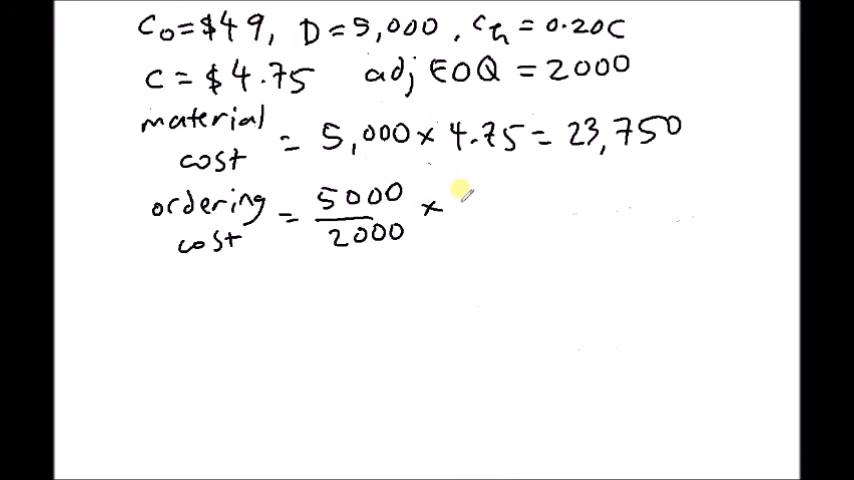 Co = $49, D = 5,000, Ch = 0.20C
C = $4.75 adj EOQ = 2000
material cost = 5,000 × 4.75 = 23,750
ordering cost = 5000/2000 ×